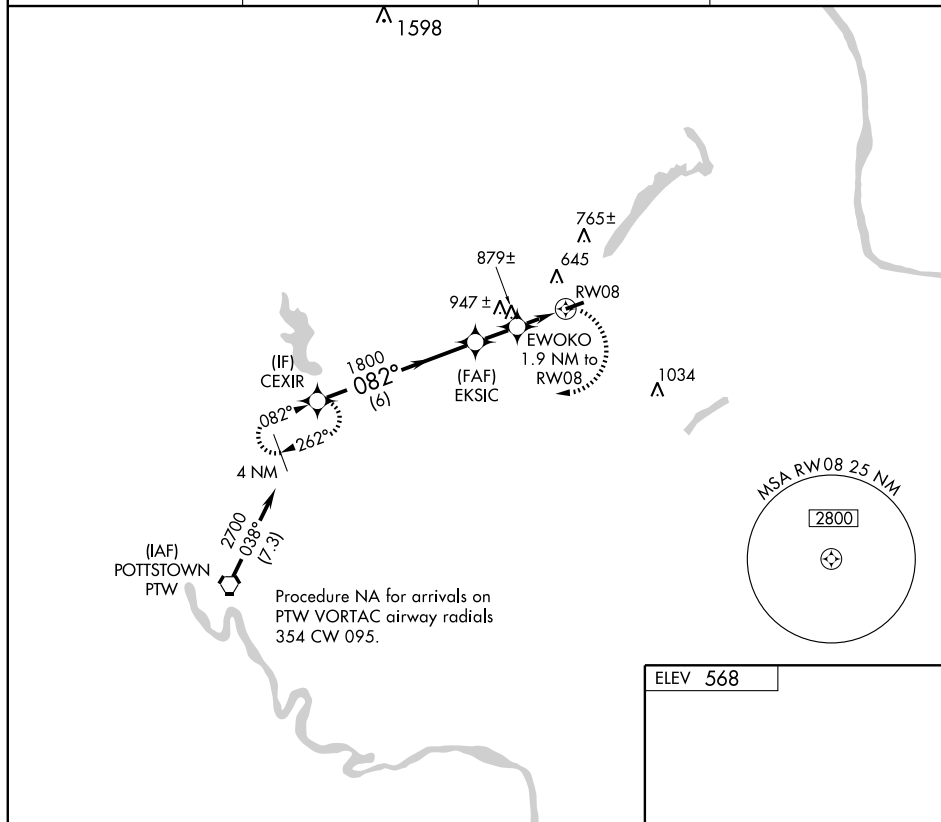 1598
765±
645
879±
947 ±
RW08
EWOKO
1.9 NM to
RW08
(FAF)
EKSIC
1034
(IF)
CEXIR
1800
082°
(6)
082°
262°
4 NM
2700
038°
(7.3)
(IAF)
POTTSTOWN
PTW
Procedure NA for arrivals on
PTW VORTAC airway radials
354 CW 095.
MSA RW08 25 NM
2800
ELEV 568